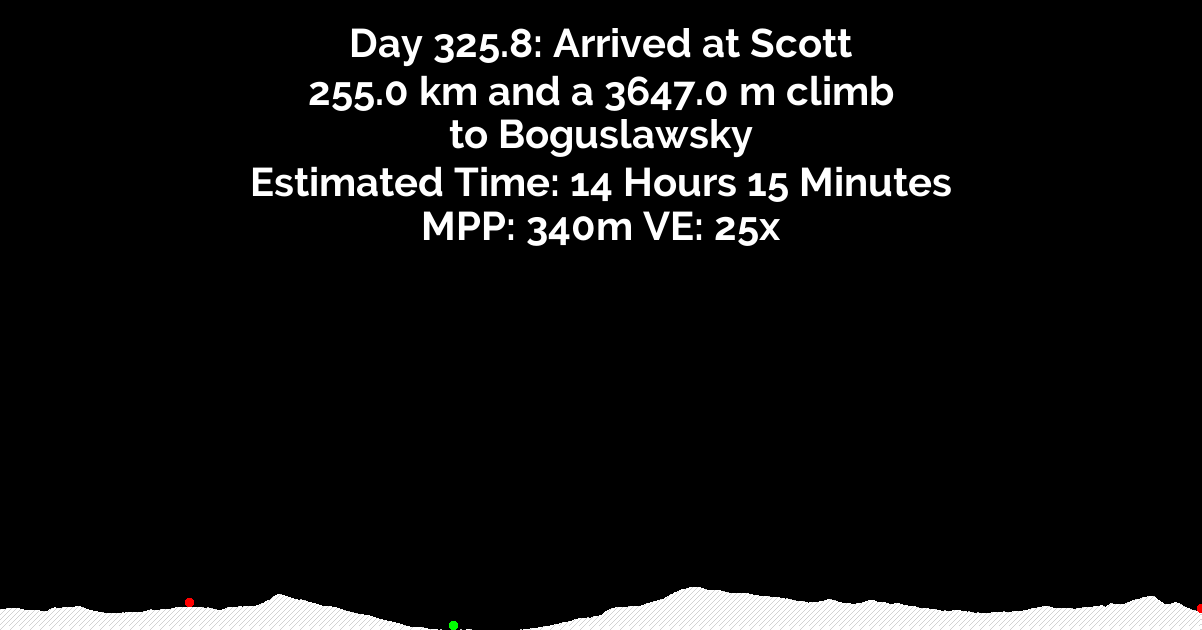 Day 325.8: Arrived at Scott
255.0 km and a 3647.0 m climb
to Boguslawsky
Estimated Time: 14 Hours 15 Minutes
MPP: 340m VE: 25x